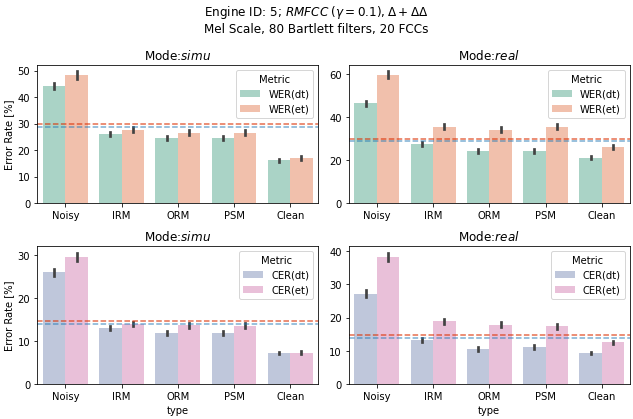 Engine ID: 5; RMFCC (γ = 0.1), Δ + ΔΔ
Mel Scale, 80 Bartlett filters, 20 FCCs
Mode:simu
Error Rate [%]
50
40
30
20
10
0
Metric
WER(dt)
WER(et)
Noisy IRM ORM PSM Clean
Mode:real
60
40
20
0
Metric
WER(dt)
WER(et)
Noisy IRM ORM PSM Clean
Mode:simu
Error Rate [%]
30
20
10
0
Metric
CER(dt)
CER(et)
Noisy IRM ORM PSM Clean
type
Mode:real
40
30
20
10
0
Metric
CER(dt)
CER(et)
Noisy IRM ORM PSM Clean
type